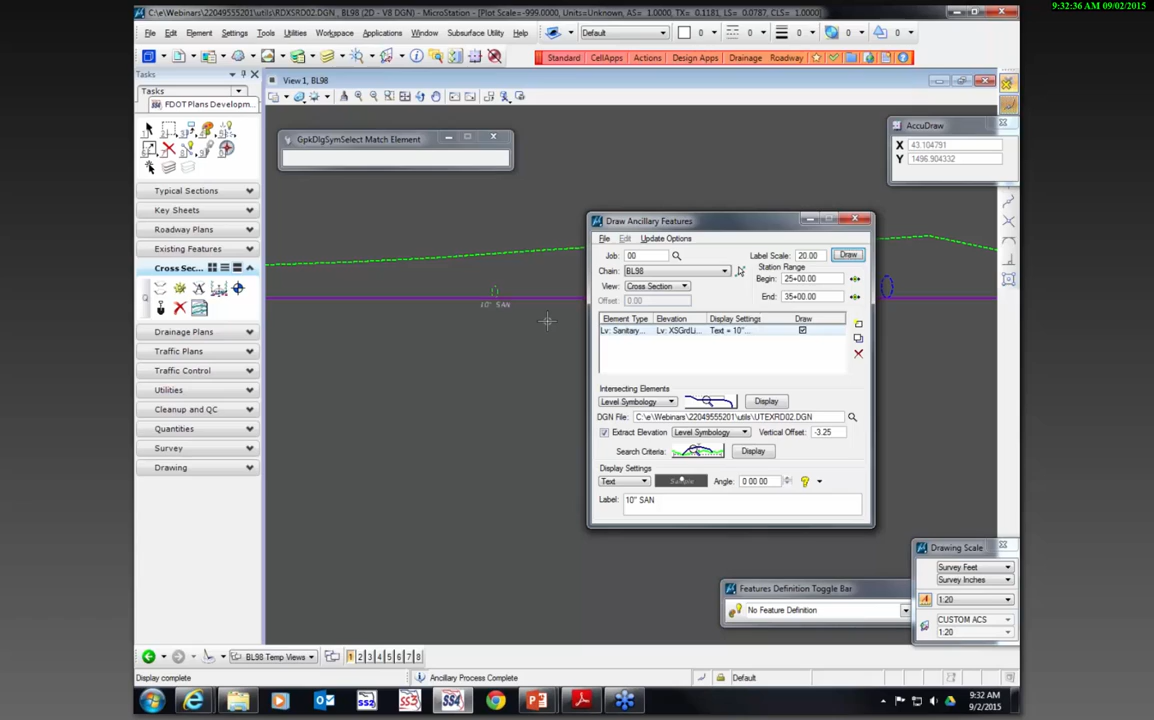 9:32:36 AM 09/02/2015
C:\e\Webinars\22049555201\utils\RDXSRD02.DGN , BL98 (2D - V8 DGN) - MicroStation - [Plot Scale=-999.0000, Units=Unknown, AS= 1.0000, TX= 0.1181, LS= 0.0787, CLS= 1.0000]
File Edit Element Settings Tools Utilities Workspace Applications Window Subsurface Utility Help
Default 0 0 0 0 0
Standard CellApps Actions Design Apps Drainage Roadway
Tasks
View 1, BL98
Tasks
FDOT Plans Developm...
GpkDlgSymSelect Match Element
AccuDraw
X 43.104791
Y 1496.904332
Typical Sections
Key Sheets
Roadway Plans
Existing Features
Cross Sec...
Drainage Plans
Traffic Plans
Traffic Control
Utilities
Cleanup and QC
Quantities
Survey
Drawing
10" SAN
Draw Ancillary Features
File Edit Update Options
Job: 00 Label Scale: 20.00 Draw
Chain: BL98 Station Range
View: Cross Section Begin: 25+00.00
Offset: 0.00 End: 35+00.00
Element Type Elevation Display Settings Draw
Lv: Sanitary... Lv: XSGrdLi... Text = 10"...
Intersecting Elements
Level Symbology Display
DGN File: C:\e\Webinars\22049555201\utils\UTEXRD02.DGN
Extract Elevation Level Symbology Vertical Offset: -3.25
Search Criteria: Display
Display Settings
Text Sample Angle: 0 00 00
Label: 10" SAN
Drawing Scale
Survey Feet
Survey Inches
1:20
CUSTOM ACS
1:20
Features Definition Toggle Bar
No Feature Definition
BL98 Temp Views 1 2 3 4 5 6 7 8
Display complete Ancillary Process Complete Default
SS2 SS3 SS4
9:32 AM
9/2/2015